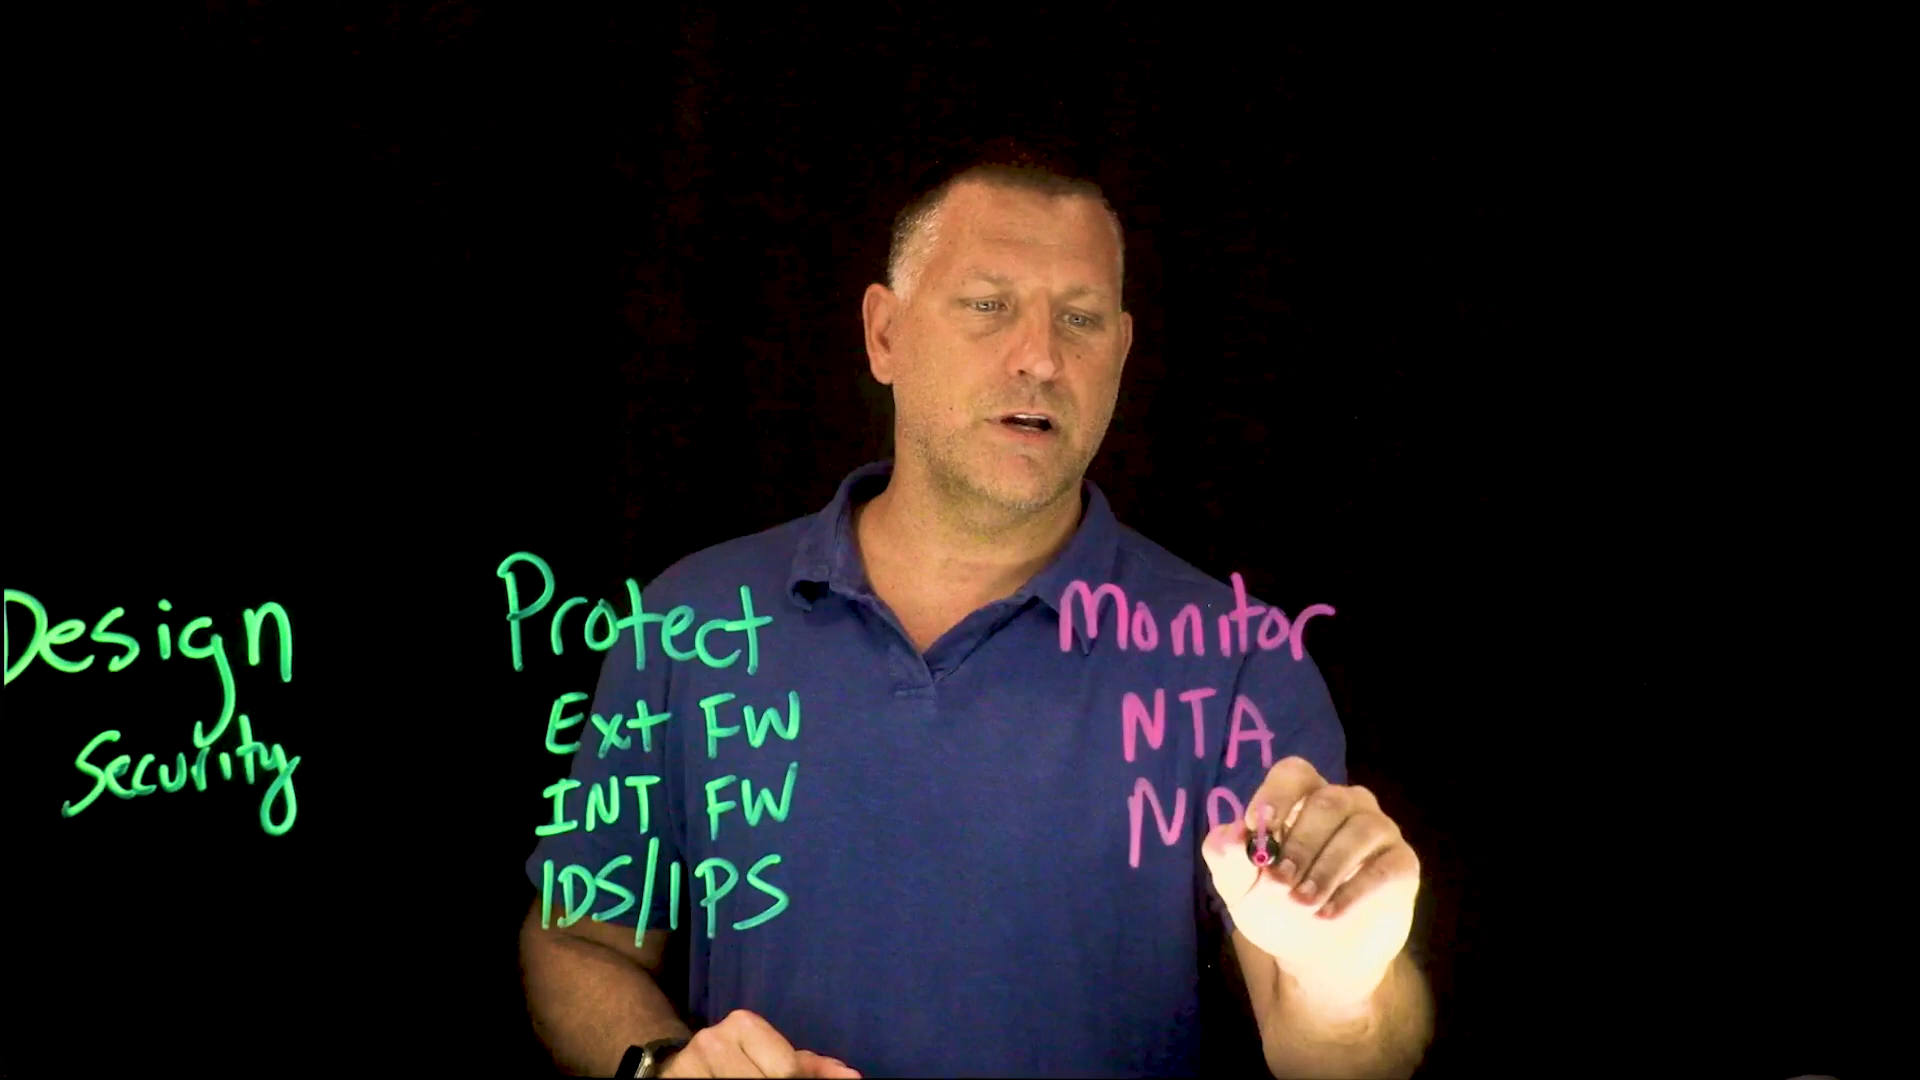 Design
Security
Protect
Ext FW
INT FW
IDS/IPS
Monitor
NTA